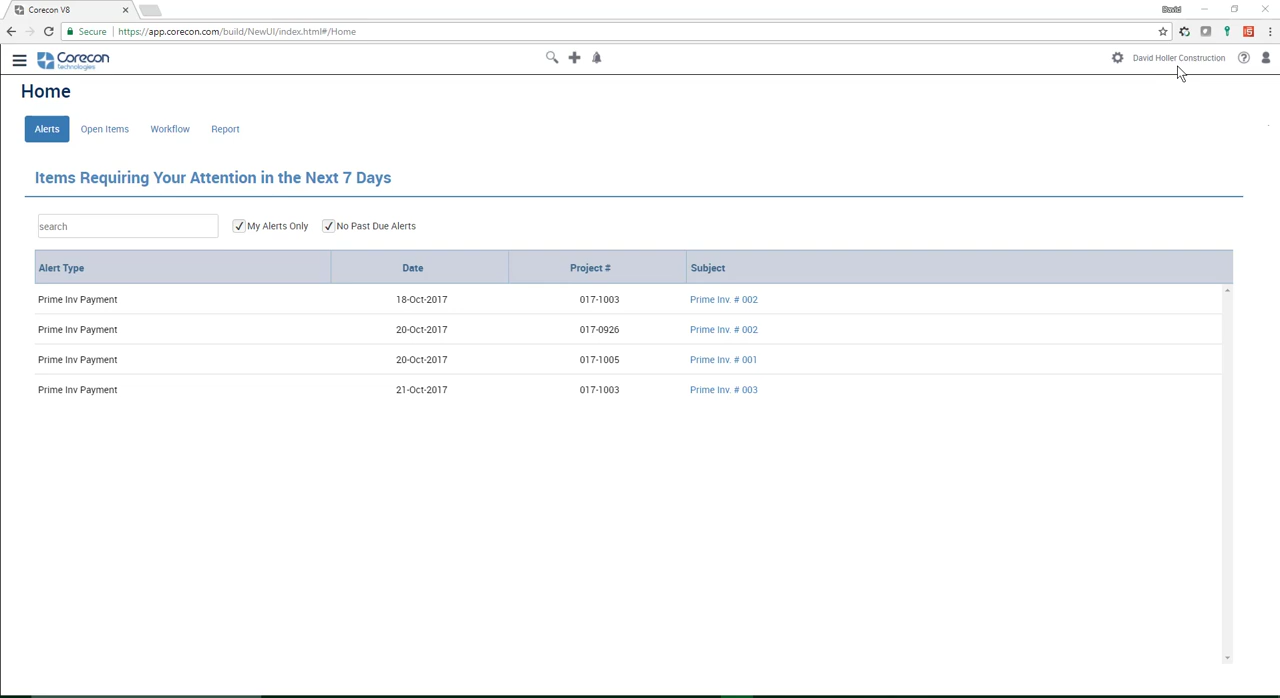 Corecon V8
David
Secure https://app.corecon.com/build/NewUI/index.html#/Home
Corecon Technologies
David Holler Construction
Home
Alerts Open Items Workflow Report
Items Requiring Your Attention in the Next 7 Days
search My Alerts Only No Past Due Alerts
Alert Type Date Project # Subject
Prime Inv Payment 18-Oct-2017 017-1003 Prime Inv. # 002
Prime Inv Payment 20-Oct-2017 017-0926 Prime Inv. # 002
Prime Inv Payment 20-Oct-2017 017-1005 Prime Inv. # 001
Prime Inv Payment 21-Oct-2017 017-1003 Prime Inv. # 003